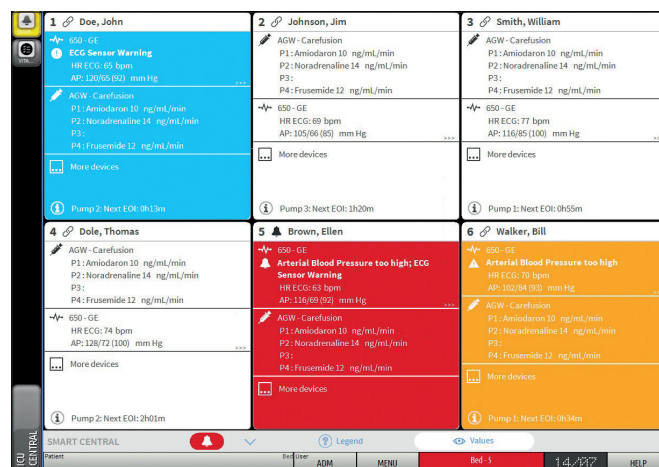 1 Doe, John
650 - GE
ECG Sensor Warning
HR ECG: 65 bpm
AP: 120/65 (92) mm Hg
>>>
AGW - Carefusion
P1 : Amiodaron 10 ng/mL/min
P2 : Noradrenaline 14 ng/mL/min
P3 :
P4 : Frusemide 12 ng/mL/min
More devices
Pump 2: Next EOI: 0h13m
2 Johnson, Jim
AGW - Carefusion
P1 : Amiodaron 10 ng/mL/min
P2 : Noradrenaline 14 ng/mL/min
P3 :
P4 : Frusemide 12 ng/mL/min
650 - GE
HR ECG: 69 bpm
AP: 105/66 (85) mm Hg
>>>
More devices
Pump 3: Next EOI: 1h20m
3 Smith, William
AGW - Carefusion
P1 : Amiodaron 10 ng/mL/min
P2 : Noradrenaline 14 ng/mL/min
P3 :
P4 : Frusemide 12 ng/mL/min
650 - GE
HR ECG: 77 bpm
AP: 116/85 (100) mm Hg
>>>
More devices
Pump 1: Next EOI: 0h55m
4 Dole, Thomas
AGW - Carefusion
P1 : Amiodaron 10 ng/mL/min
P2 : Noradrenaline 14 ng/mL/min
P3 :
P4 : Frusemide 12 ng/mL/min
650 - GE
HR ECG: 74 bpm
AP: 128/72 (100) mm Hg
>>>
More devices
Pump 2: Next EOI: 2h01m
5 Brown, Ellen
650 - GE
Arterial Blood Pressure too high; ECG
Sensor Warning
HR ECG: 63 bpm
AP: 116/69 (92) mm Hg
>>>
AGW - Carefusion
P1 : Amiodaron 10 ng/mL/min
P2 : Noradrenaline 14 ng/mL/min
P3 :
P4 : Frusemide 12 ng/mL/min
More devices
6 Walker, Bill
650 - GE
Arterial Blood Pressure too high
HR ECG: 70 bpm
AP: 102/84 (93) mm Hg
>>>
AGW - Carefusion
P1 : Amiodaron 10 ng/mL/min
P2 : Noradrenaline 14 ng/mL/min
P3 :
P4 : Frusemide 12 ng/mL/min
More devices
Pump 1: Next EOI: 0h34m
VITA...
ICU
CENTRAL
SMART CENTRAL
Legend
Values
Patient
Bed
User
ADM
MENU
Bed - 5
14/07
HELP